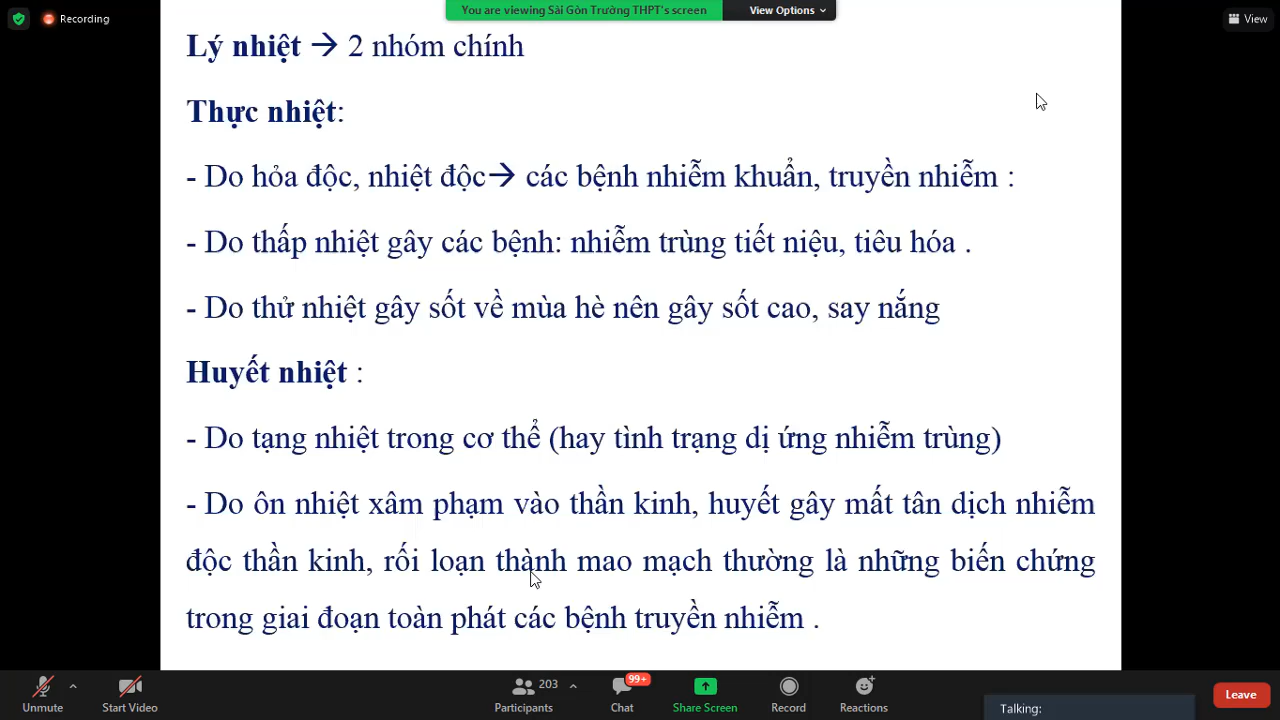 Recording
You are viewing Sài Gòn Trường THPT's screen
View Options
View
Lý nhiệt → 2 nhóm chính
Thực nhiệt:
- Do hỏa độc, nhiệt độc→ các bệnh nhiễm khuẩn, truyền nhiễm :
- Do thấp nhiệt gây các bệnh: nhiễm trùng tiết niệu, tiêu hóa .
- Do thử nhiệt gây sốt về mùa hè nên gây sốt cao, say nắng
Huyết nhiệt :
- Do tạng nhiệt trong cơ thể (hay tình trạng dị ứng nhiễm trùng)
- Do ôn nhiệt xâm phạm vào thần kinh, huyết gây mất tân dịch nhiễm
độc thần kinh, rối loạn thành mao mạch thường là những biến chứng
trong giai đoạn toàn phát các bệnh truyền nhiễm .
Unmute
Start Video
203
Participants
99+
Chat
Share Screen
Record
Reactions
Talking:
Leave